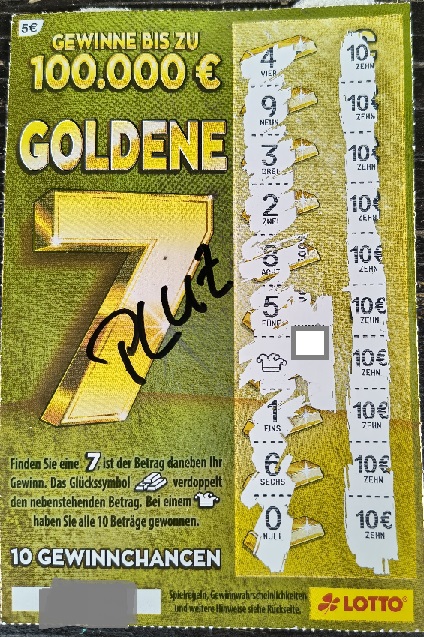 5€
GEWINNE BIS ZU
100.000 €
GOLDENE
7
PLUZ
4 10€
VIER ZEHN
9 10€
NEUN ZEHN
3 10€
DREI ZEHN
2 10€
ZWEI ZEHN
8 10€
ACHT ZEHN
5 10€
FÜNF ZEHN
10€
ZEHN
1 10€
EINS ZEHN
6 10€
SECHS ZEHN
0 10€
NULL ZEHN
Finden Sie eine 7 ist der Betrag daneben Ihr
Gewinn. Das Glückssymbol verdoppelt
den nebenstehenden Betrag. Bei einem
haben Sie alle 10 Beträge gewonnen.
10 GEWINNCHANCEN
Spielregeln, Gewinnwahrscheinlichkeiten
und weitere Hinweise siehe Rückseite.
LOTTO